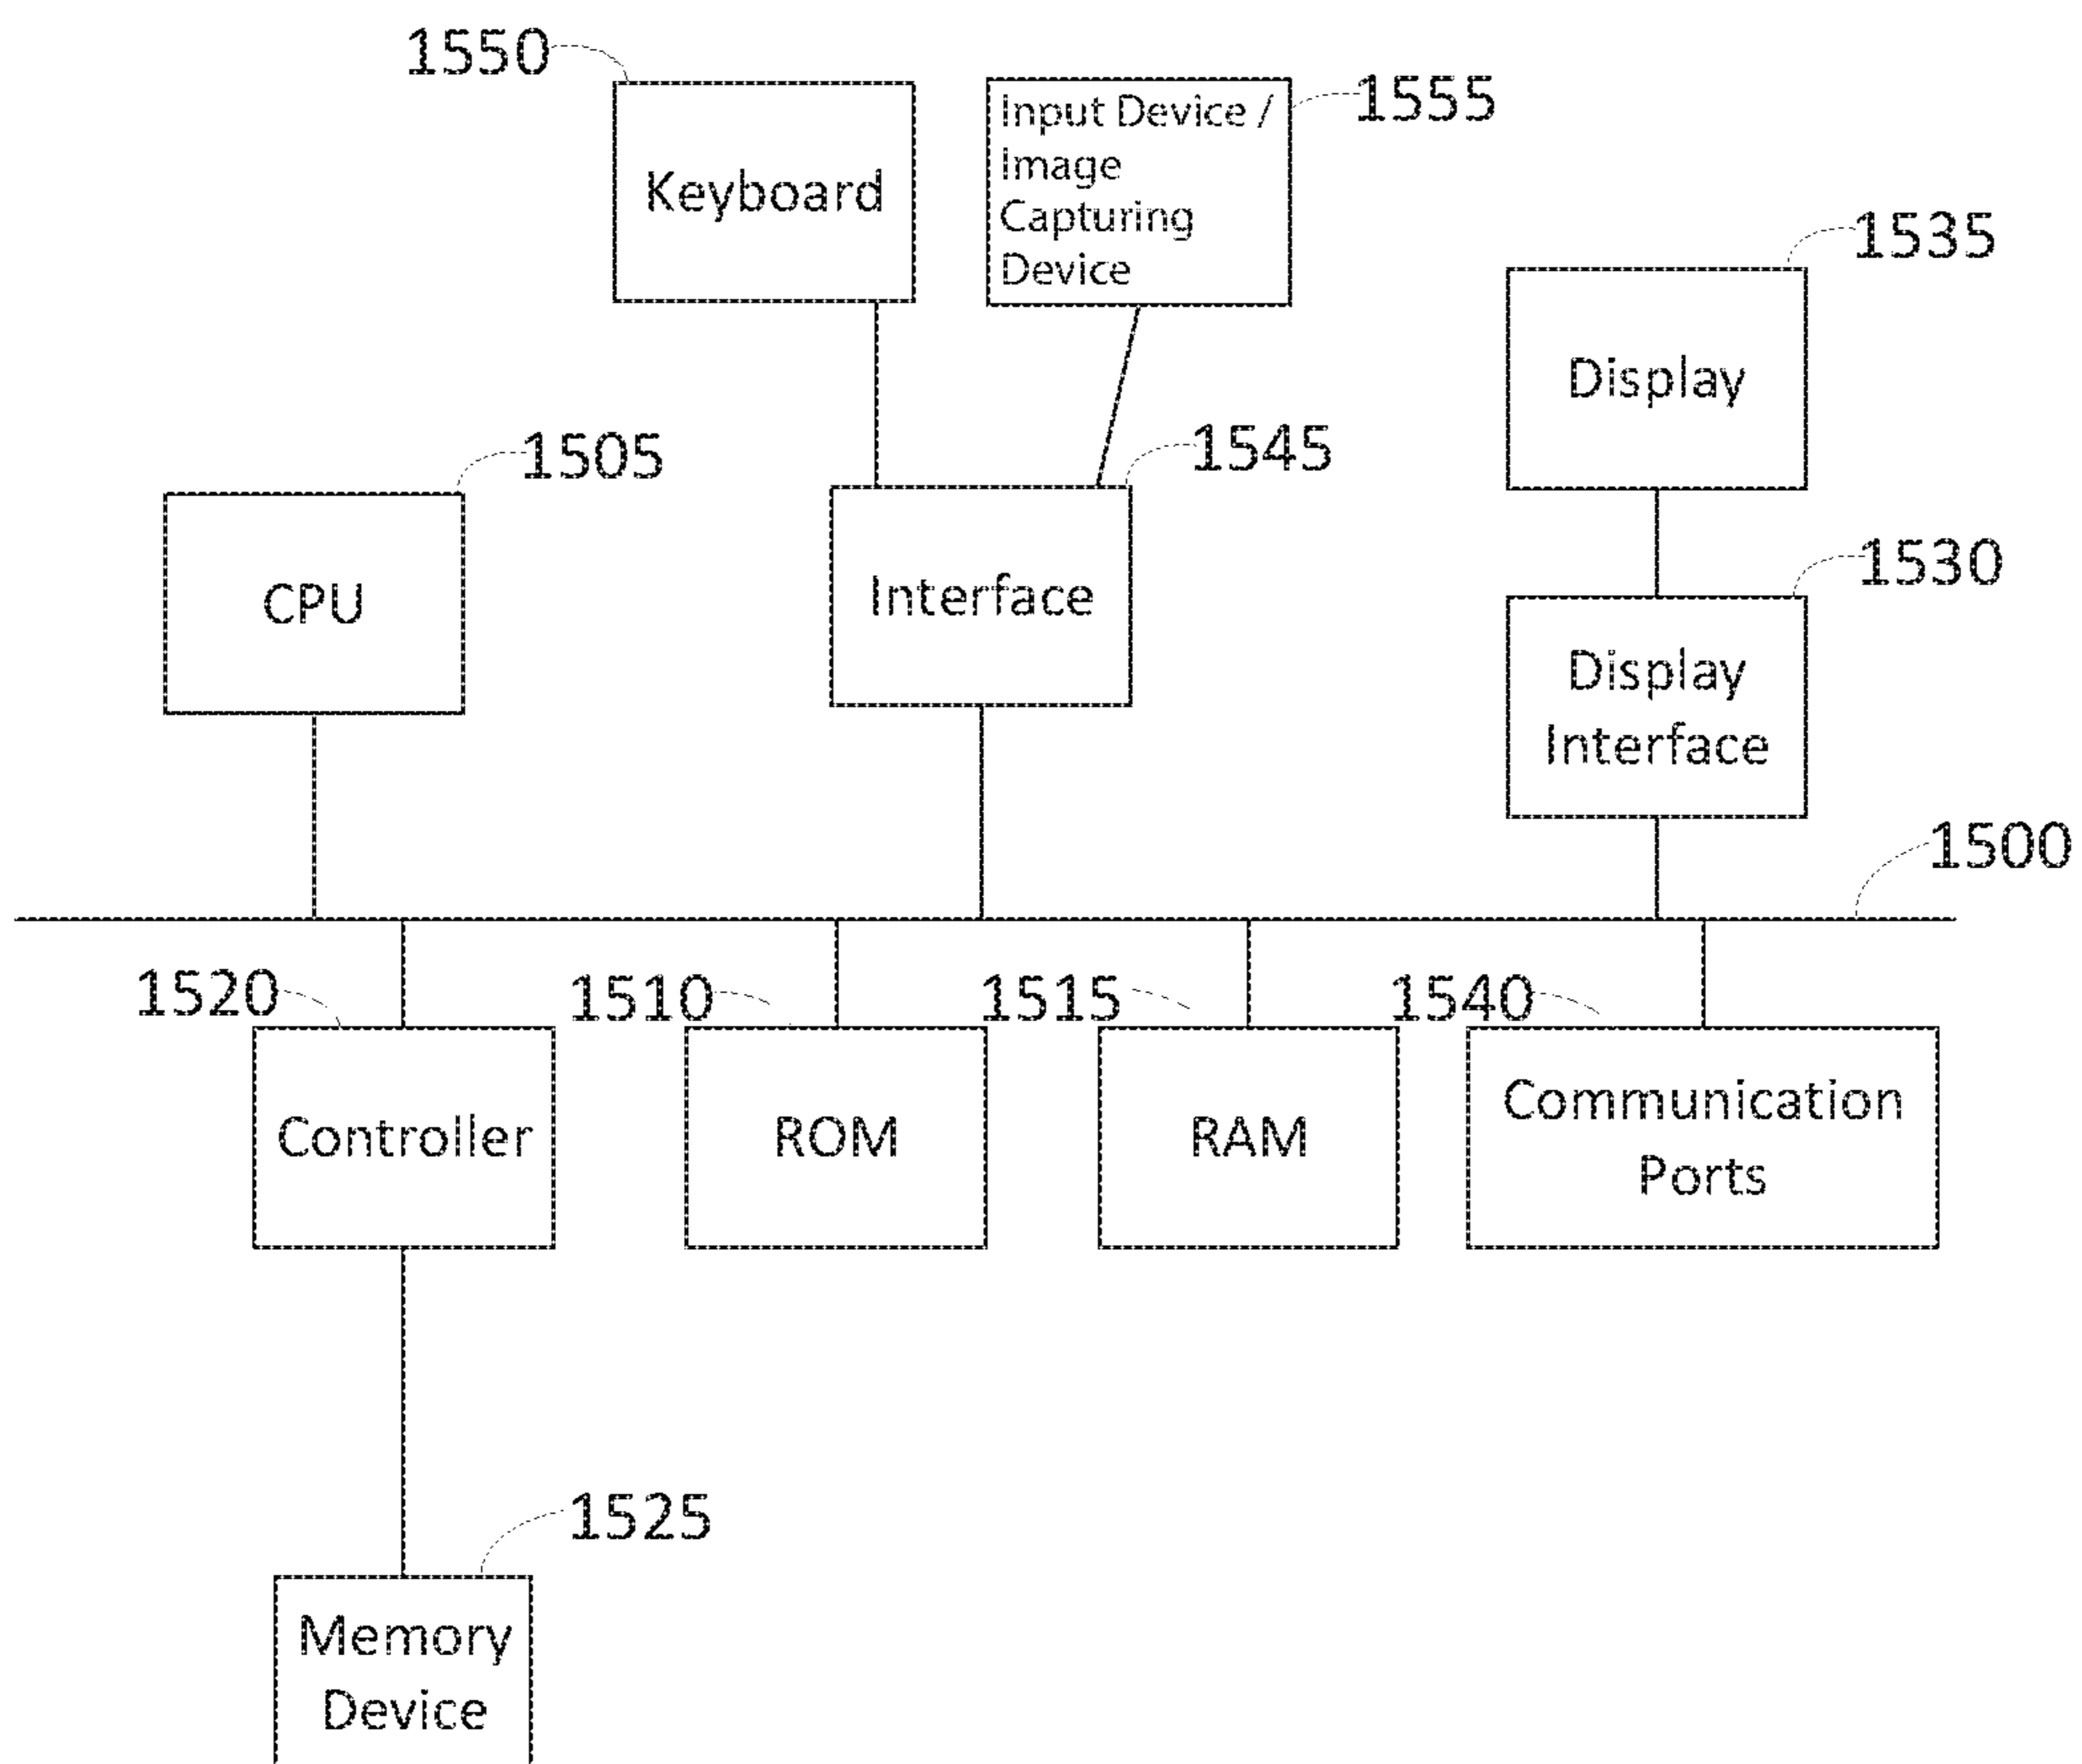 1550
1555
Input Device /
Image
Capturing
Device
Keyboard
1535
Display
1505
1545
CPU
Interface
1530
Display
Interface
1500
1520
1510
1515
1540
Controller
ROM
RAM
Communication
Ports
1525
Memory
Device